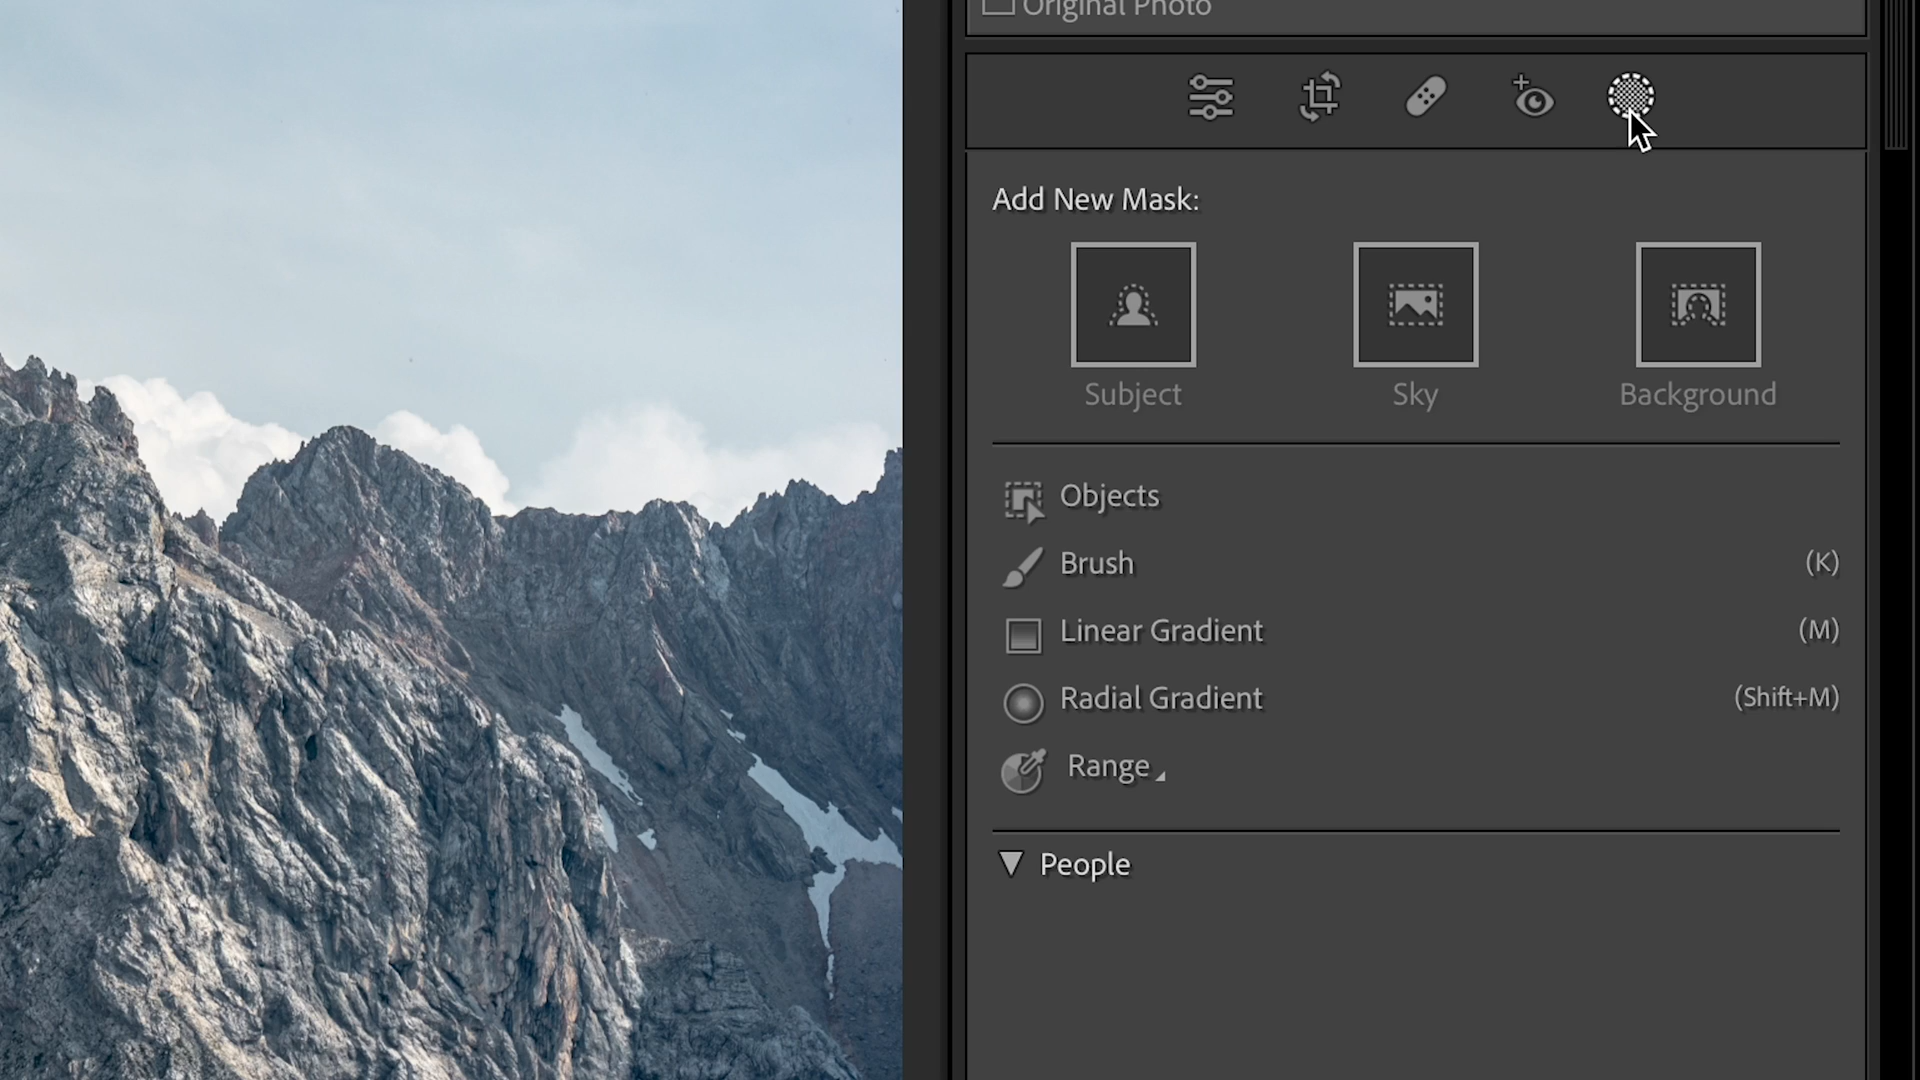 Original Photo
Add New Mask:
Subject
Sky
Background
Objects
Brush (K)
Linear Gradient (M)
Radial Gradient (Shift+M)
Range
People